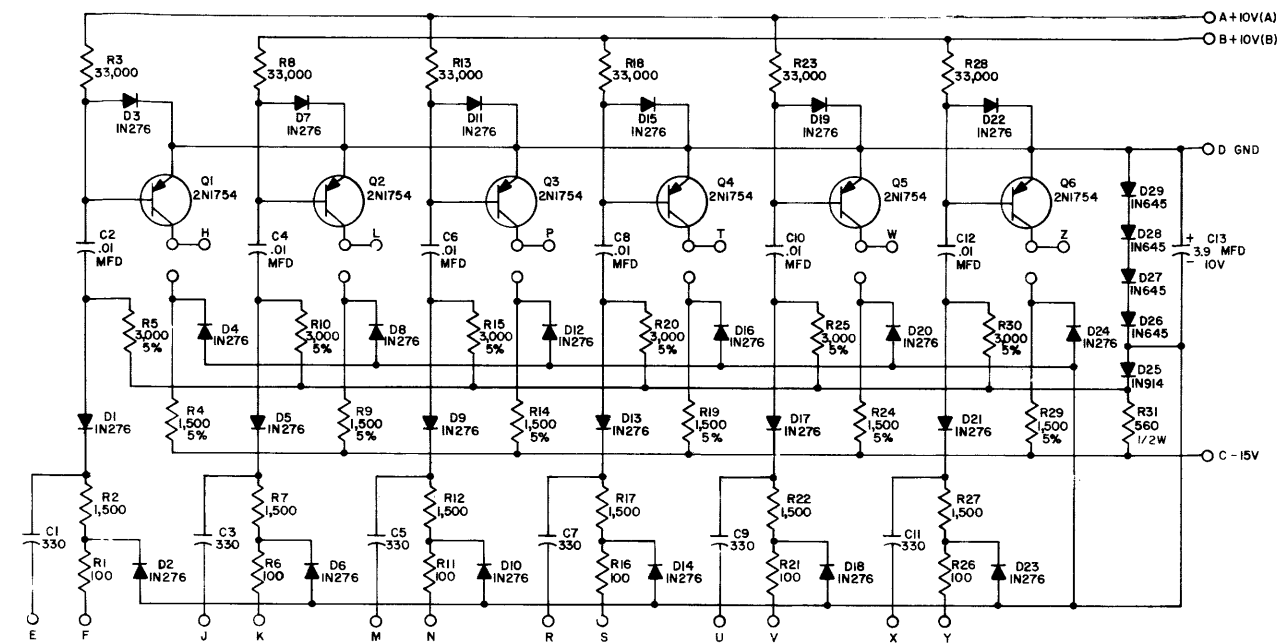 A+10V(A)
B+10V(B)
R3
33,000
R8
33,000
R13
33,000
R18
33,000
R23
33,000
R28
33,000
D3
IN276
D7
IN276
D11
IN276
D15
IN276
D19
IN276
D22
IN276
D GND
Q1
2N1754
Q2
2N1754
Q3
2N1754
Q4
2N1754
Q5
2N1754
Q6
2N1754
D29
IN645
C2
.01
MFD
H
C4
.01
MFD
L
C6
.01
MFD
P
C8
.01
MFD
T
C10
.01
MFD
W
C12
.01
MFD
Z
D28
IN645
+ C13
3.9 MFD
- 10V
D27
IN645
R5
3,000
5%
D4
IN276
R10
3,000
5%
D8
IN276
R15
3,000
5%
D12
IN276
R20
3,000
5%
D16
IN276
R25
3,000
5%
D20
IN276
R30
3,000
5%
D24
IN276
D26
IN645
D25
IN914
D1
IN276
R4
1,500
5%
D5
IN276
R9
1,500
5%
D9
IN276
R14
1,500
5%
D13
IN276
R19
1,500
5%
D17
IN276
R24
1,500
5%
D21
IN276
R29
1,500
5%
R31
560
1/2W
C-15V
R2
1,500
R7
1,500
R12
1,500
R17
1,500
R22
1,500
R27
1,500
C1
330
R1
100
D2
IN276
C3
330
R6
100
D6
IN276
C5
330
R11
100
D10
IN276
C7
330
R16
100
D14
IN276
C9
330
R21
100
D18
IN276
C11
330
R26
100
D23
IN276
E F J K M N R S U V X Y